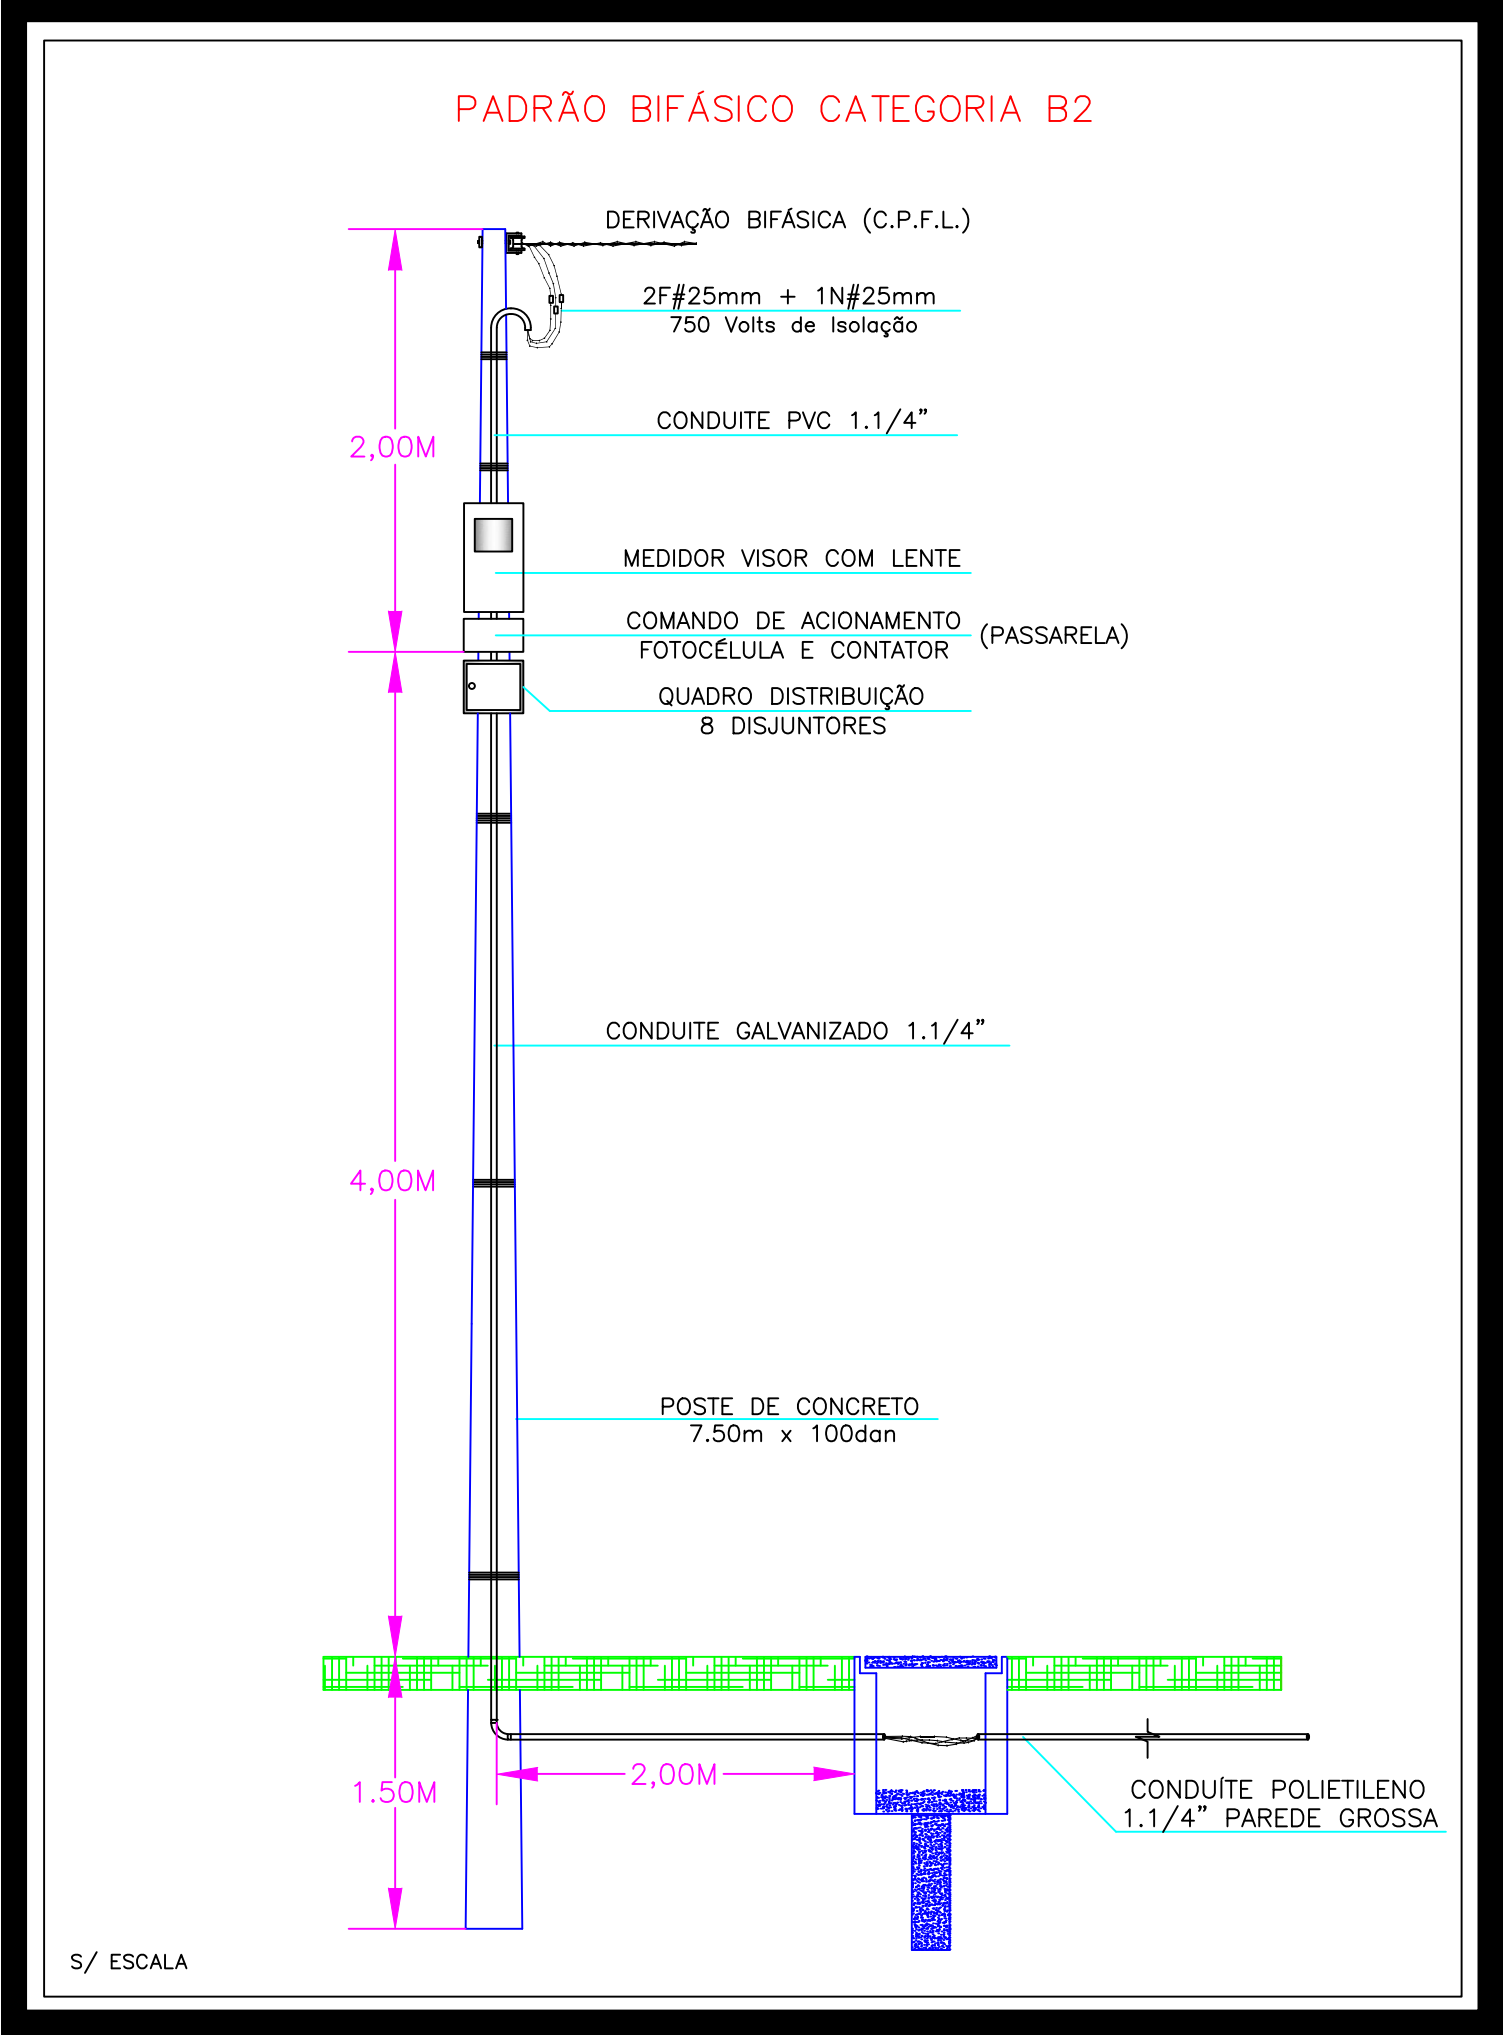 PADRÃO BIFÁSICO CATEGORIA B2
DERIVAÇÃO BIFÁSICA (C.P.F.L.)
2F#25mm + 1N#25mm
750 Volts de Isolação
CONDUITE PVC 1.1/4”
2,00M
MEDIDOR VISOR COM LENTE
COMANDO DE ACIONAMENTO
FOTOCÉLULA E CONTATOR
(PASSARELA)
QUADRO DISTRIBUIÇÃO
8 DISJUNTORES
CONDUITE GALVANIZADO 1.1/4”
4,00M
POSTE DE CONCRETO
7.50m x 100dan
2,00M
1.50M
CONDUÍTE POLIETILENO
1.1/4” PAREDE GROSSA
S/ ESCALA